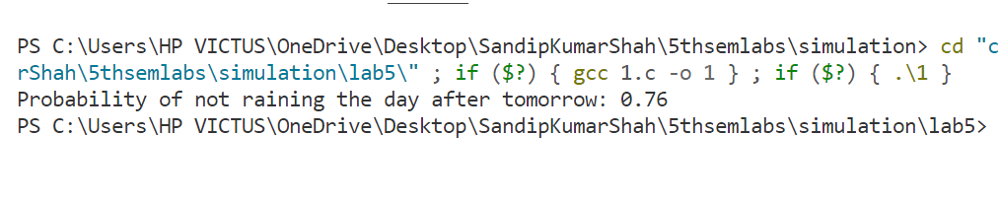 PS C:\Users\HP VICTUS\OneDrive\Desktop\SandipKumarShah\5thsemlabs\simulation> cd "c
rShah\5thsemlabs\simulation\lab5\" ; if ($?) { gcc 1.c -o 1 } ; if ($?) { .\1 }
Probability of not raining the day after tomorrow: 0.76
PS C:\Users\HP VICTUS\OneDrive\Desktop\SandipKumarShah\5thsemlabs\simulation\lab5>